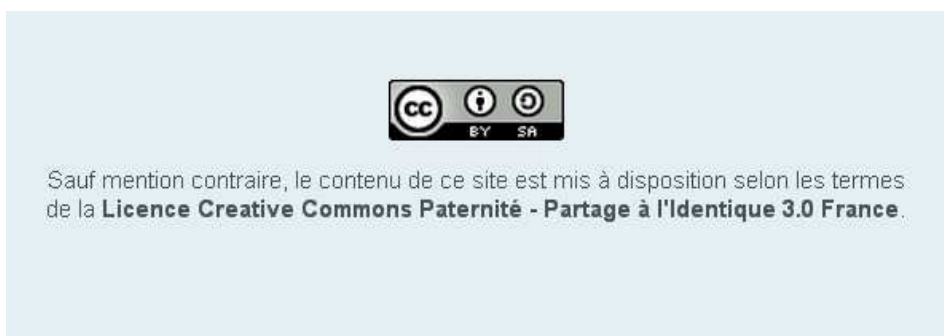 cc
BY SA
Sauf mention contraire, le contenu de ce site est mis à disposition selon les termes
de la Licence Creative Commons Paternité - Partage à l'Identique 3.0 France.